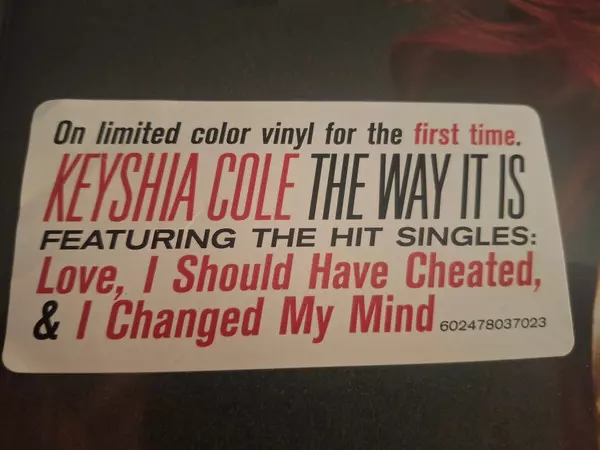 On limited color vinyl for the first time.
KEYSHIA COLE THE WAY IT IS
FEATURING THE HIT SINGLES:
Love, I Should Have Cheated,
& I Changed My Mind 602478037023